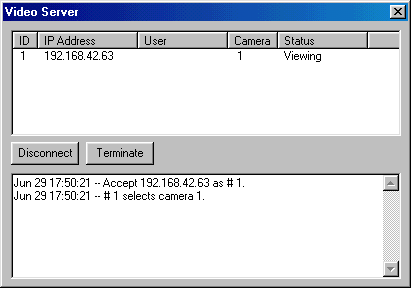 Video Server
ID IP Address User Camera Status
1 192.168.42.63 1 Viewing
Disconnect Terminate
Jun 29 17:50:21 -- Accept 192.168.42.63 as # 1.
Jun 29 17:50:21 -- # 1 selects camera 1.